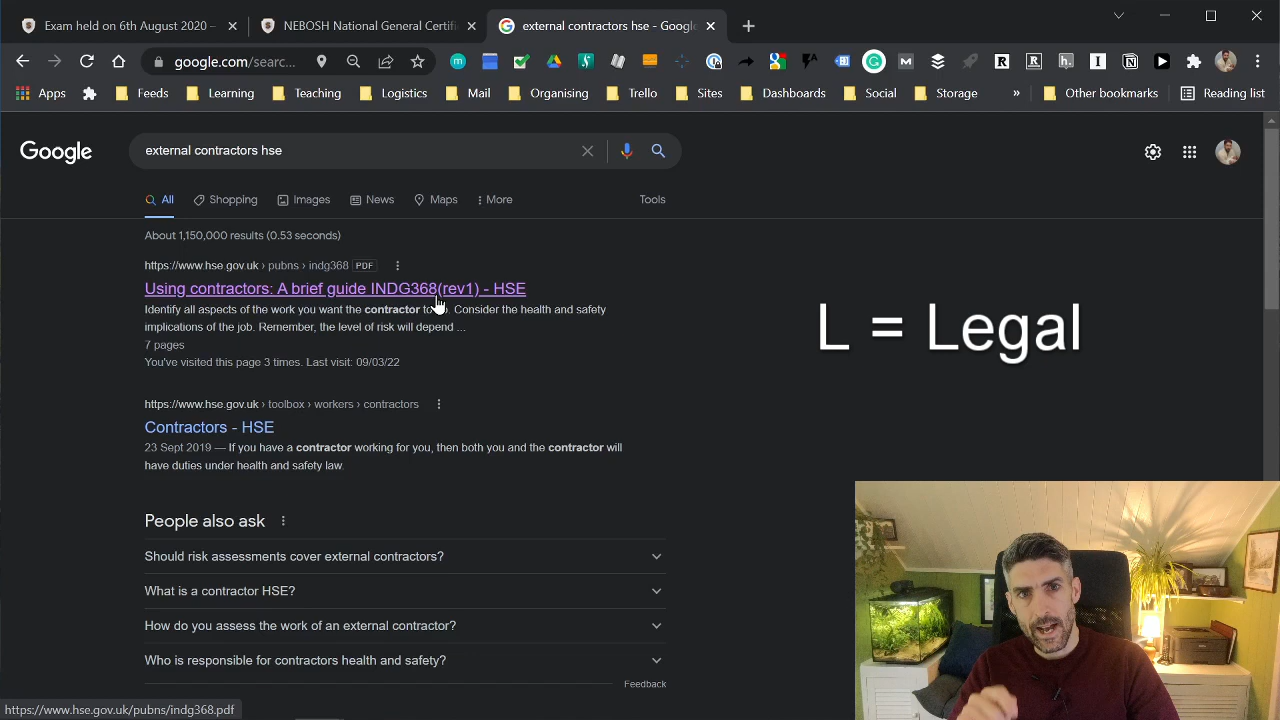 Exam held on 6th August 2020 –
NEBOSH National General Certifi
external contractors hse - Google
google.com/searc...
Apps
Feeds
Learning
Teaching
Logistics
Mail
Organising
Trello
Sites
Dashboards
Social
Storage
»
Other bookmarks
Reading list
Google
external contractors hse
All
Shopping
Images
News
Maps
More
Tools
About 1,150,000 results (0.53 seconds)
https://www.hse.gov.uk › pubns › indg368 PDF
Using contractors: A brief guide INDG368(rev1) - HSE
Identify all aspects of the work you want the contractor to. Consider the health and safety
implications of the job. Remember, the level of risk will depend ...
7 pages
You've visited this page 3 times. Last visit: 09/03/22
L = Legal
https://www.hse.gov.uk › toolbox › workers › contractors
Contractors - HSE
23 Sept 2019 — If you have a contractor working for you, then both you and the contractor will
have duties under health and safety law.
People also ask
Should risk assessments cover external contractors?
What is a contractor HSE?
How do you assess the work of an external contractor?
Who is responsible for contractors health and safety?
Feedback
https://www.hse.gov.uk/pubns/indg368.pdf